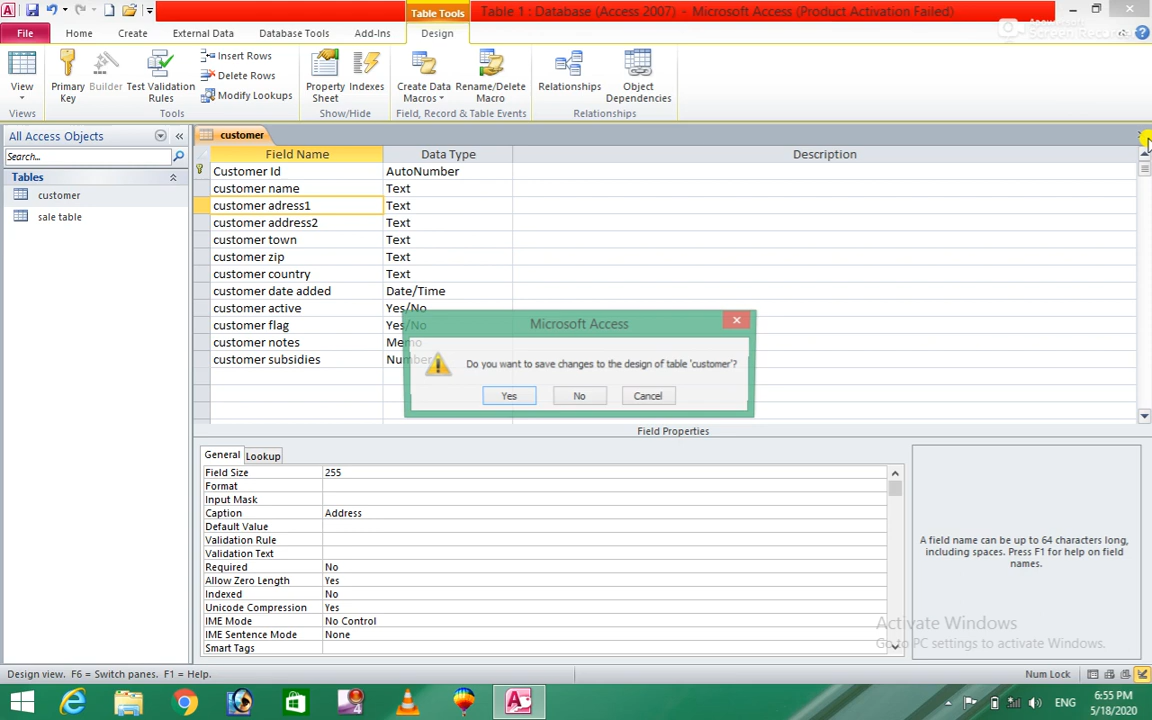 Table Tools
Table 1 : Database (Access 2007) - Microsoft Access (Product Activation Failed)
File Home Create External Data Database Tools Add-Ins Design
View
Primary Key
Builder
Test Validation Rules
Insert Rows
Delete Rows
Modify Lookups
Property Sheet
Indexes
Create Data Macros
Rename/Delete Macro
Relationships
Object Dependencies
Views Tools Show/Hide Field, Record & Table Events Relationships
All Access Objects
Search...
Tables
customer
sale table
customer
Field Name Data Type Description
Customer Id AutoNumber
customer name Text
customer adress1 Text
customer address2 Text
customer town Text
customer zip Text
customer country Text
customer date added Date/Time
customer active Yes/No
customer flag Yes/No
customer notes Memo
customer subsidies Number
Microsoft Access
Do you want to save changes to the design of table 'customer'?
Yes No Cancel
Field Properties
General Lookup
Field Size 255
Format
Input Mask
Caption Address
Default Value
Validation Rule
Validation Text
Required No
Allow Zero Length Yes
Indexed No
Unicode Compression Yes
IME Mode No Control
IME Sentence Mode None
Smart Tags
A field name can be up to 64 characters long,
including spaces. Press F1 for help on field
names.
Activate Windows
Go to PC settings to activate Windows.
Design view. F6 = Switch panes. F1 = Help.
Num Lock
ENG
6:55 PM
5/18/2020